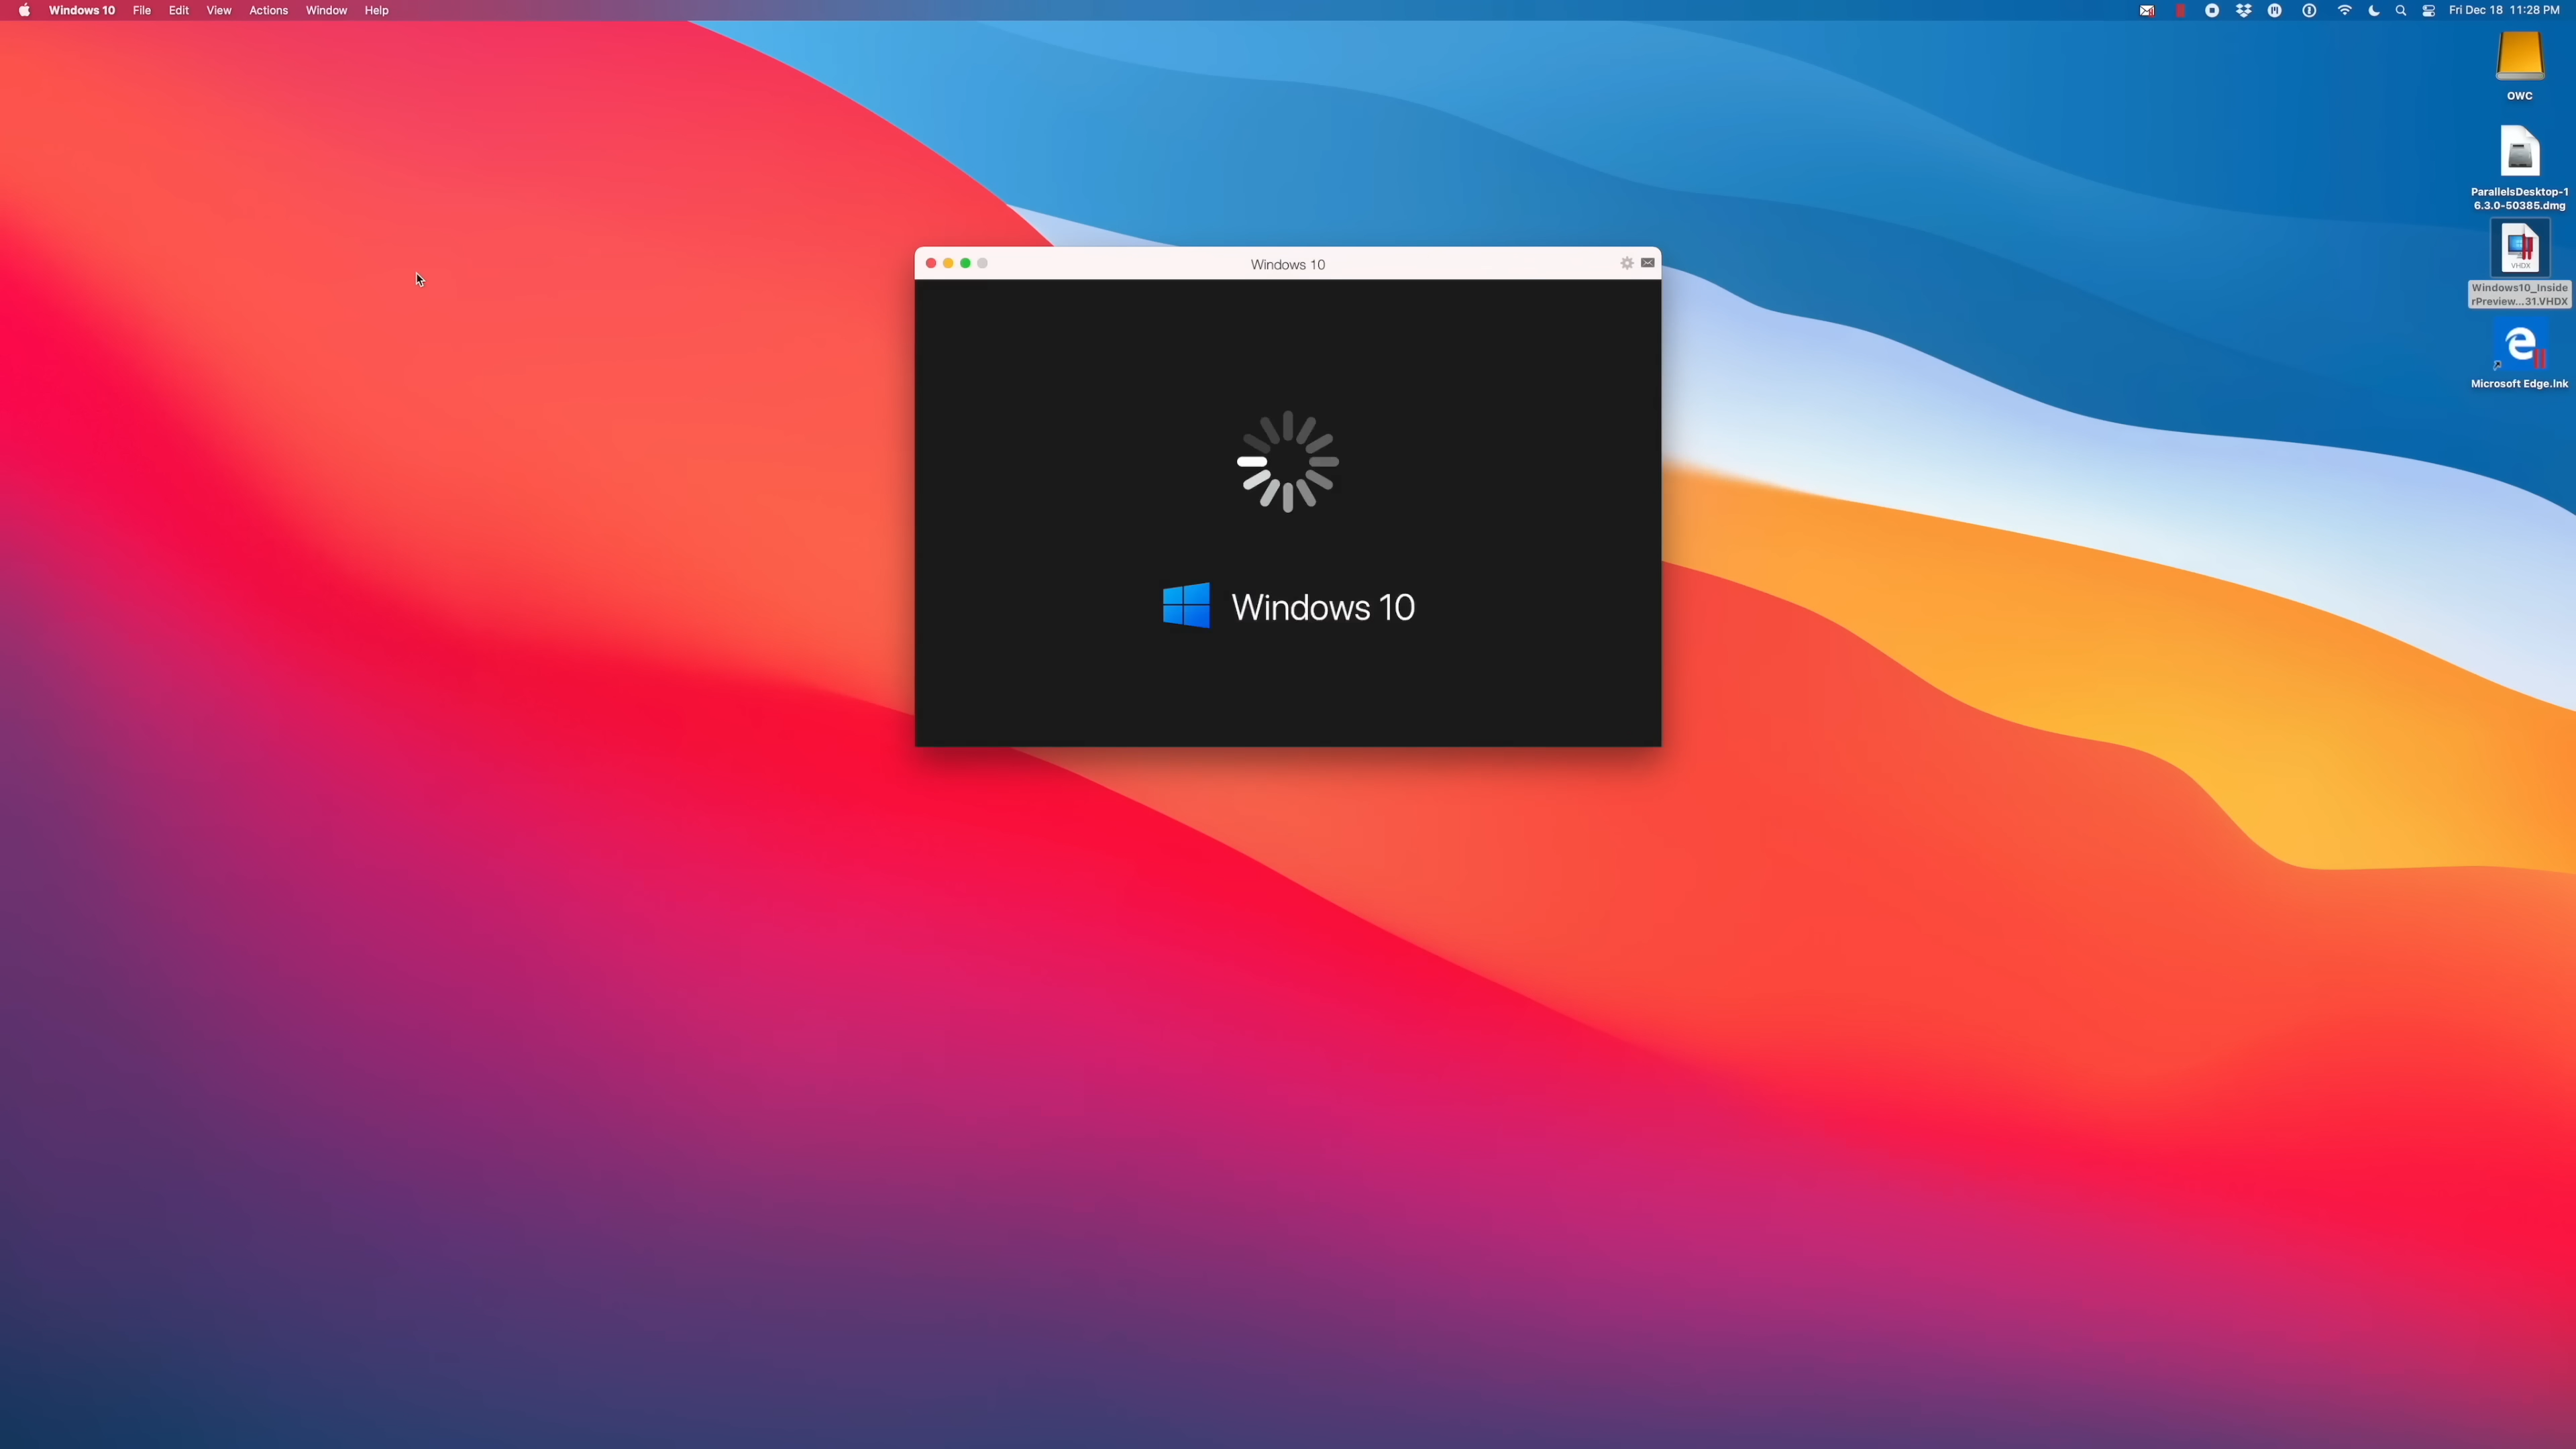 Windows 10 File Edit View Actions Window Help
Fri Dec 18 11:28 PM
OWC
ParallelsDesktop-1
6.3.0-50385.dmg
VHDX
Windows10_Inside
rPreview...31.VHDX
Microsoft Edge.lnk
Windows 10
Windows 10